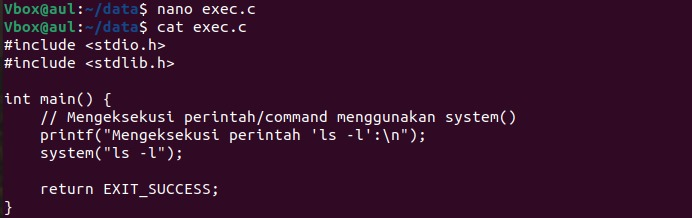 Vbox@aul:~/data$ nano exec.c
Vbox@aul:~/data$ cat exec.c
#include <stdio.h>
#include <stdlib.h>

int main() {
    // Mengeksekusi perintah/command menggunakan system()
    printf("Mengeksekusi perintah 'ls -l':\n");
    system("ls -l");

    return EXIT_SUCCESS;
}